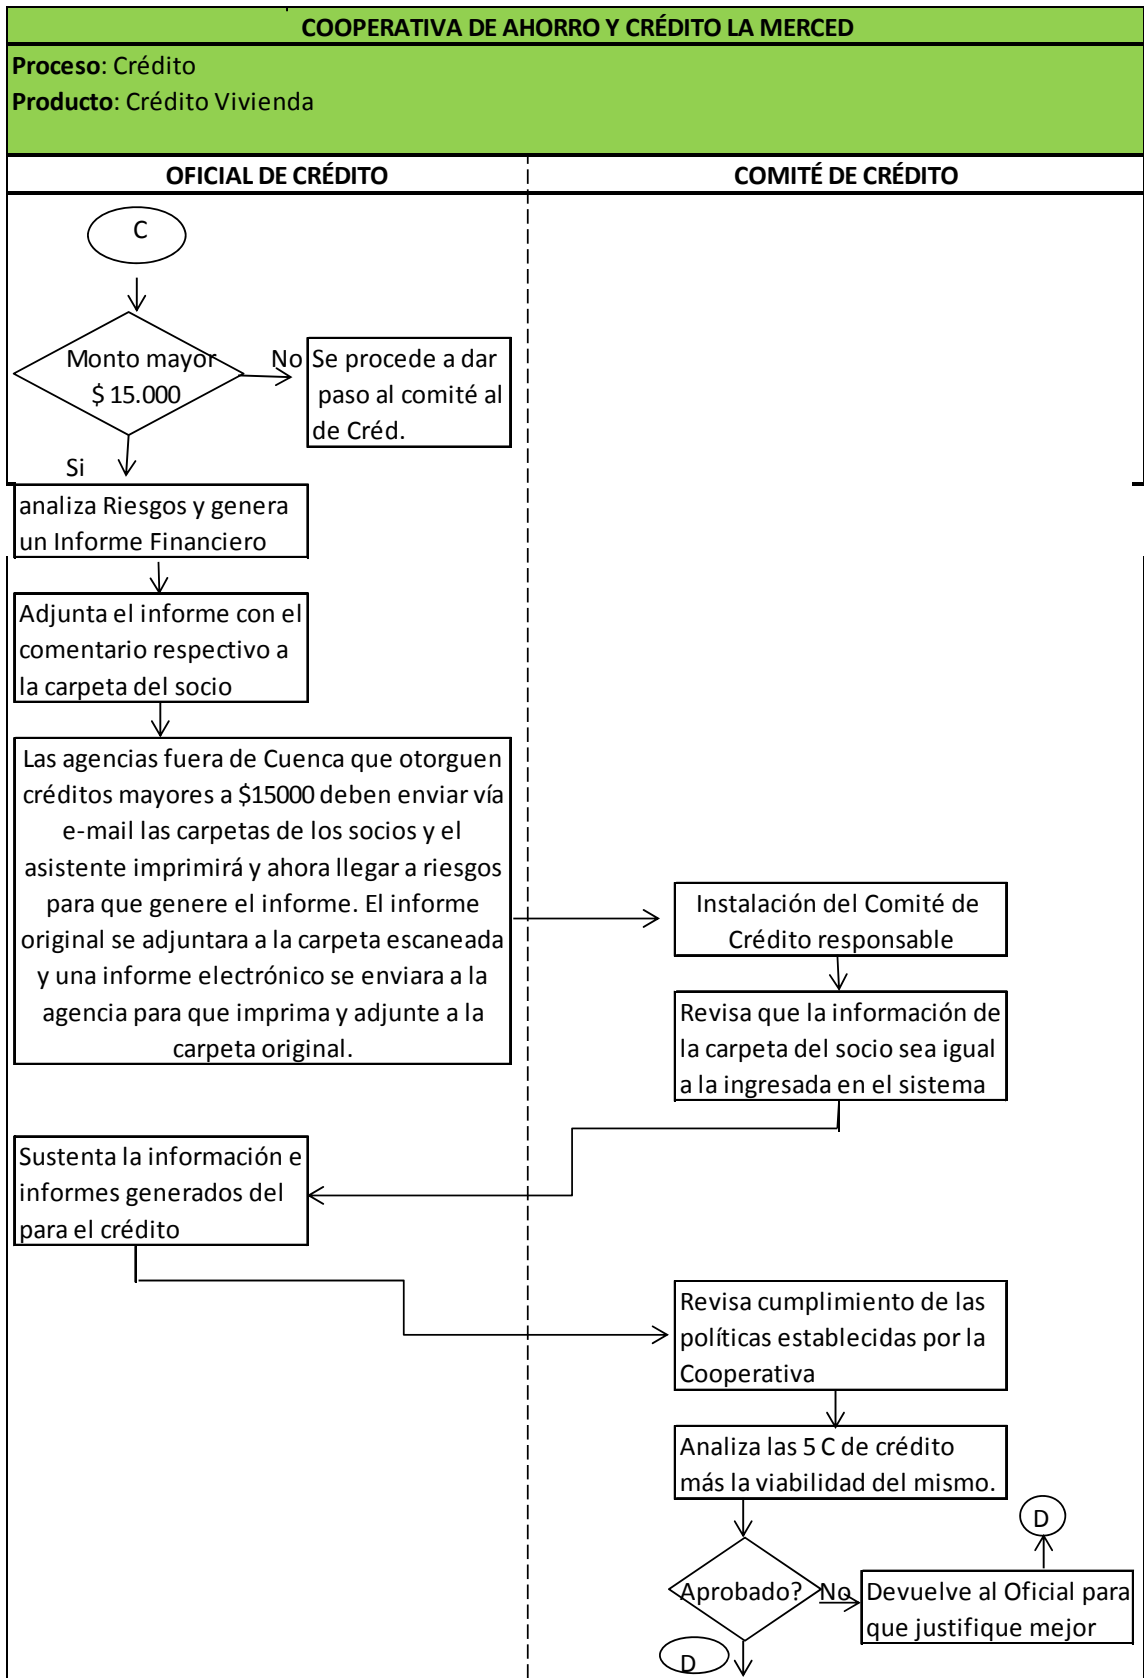 COOPERATIVA DE AHORRO Y CRÉDITO LA MERCED
Proceso: Crédito
Producto: Crédito Vivienda
OFICIAL DE CRÉDITO
COMITÉ DE CRÉDITO
C
Monto mayor
$ 15.000
No
Se procede a dar
paso al comité al
de Créd.
Si
analiza Riesgos y genera
un Informe Financiero
Adjunta el informe con el
comentario respectivo a
la carpeta del socio
Las agencias fuera de Cuenca que otorguen
créditos mayores a $15000 deben enviar vía
e-mail las carpetas de los socios y el
asistente imprimirá y ahora llegar a riesgos
para que genere el informe. El informe
original se adjuntara a la carpeta escaneada
y una informe electrónico se enviara a la
agencia para que imprima y adjunte a la
carpeta original.
Instalación del Comité de
Crédito responsable
Revisa que la información de
la carpeta del socio sea igual
a la ingresada en el sistema
Sustenta la información e
informes generados del
para el crédito
Revisa cumplimiento de las
políticas establecidas por la
Cooperativa
Analiza las 5 C de crédito
más la viabilidad del mismo.
D
Aprobado?
No
Devuelve al Oficial para
que justifique mejor
D